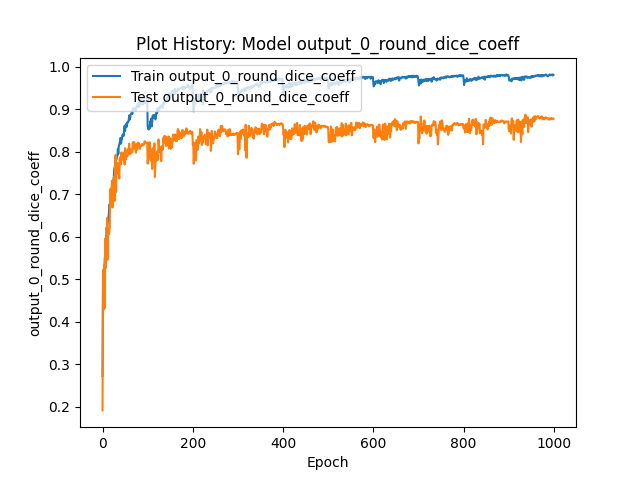 Plot History: Model output_0_round_dice_coeff
Train output_0_round_dice_coeff
Test output_0_round_dice_coeff
output_0_round_dice_coeff
1.0
0.9
0.8
0.7
0.6
0.5
0.4
0.3
0.2
0 200 400 600 800 1000
Epoch